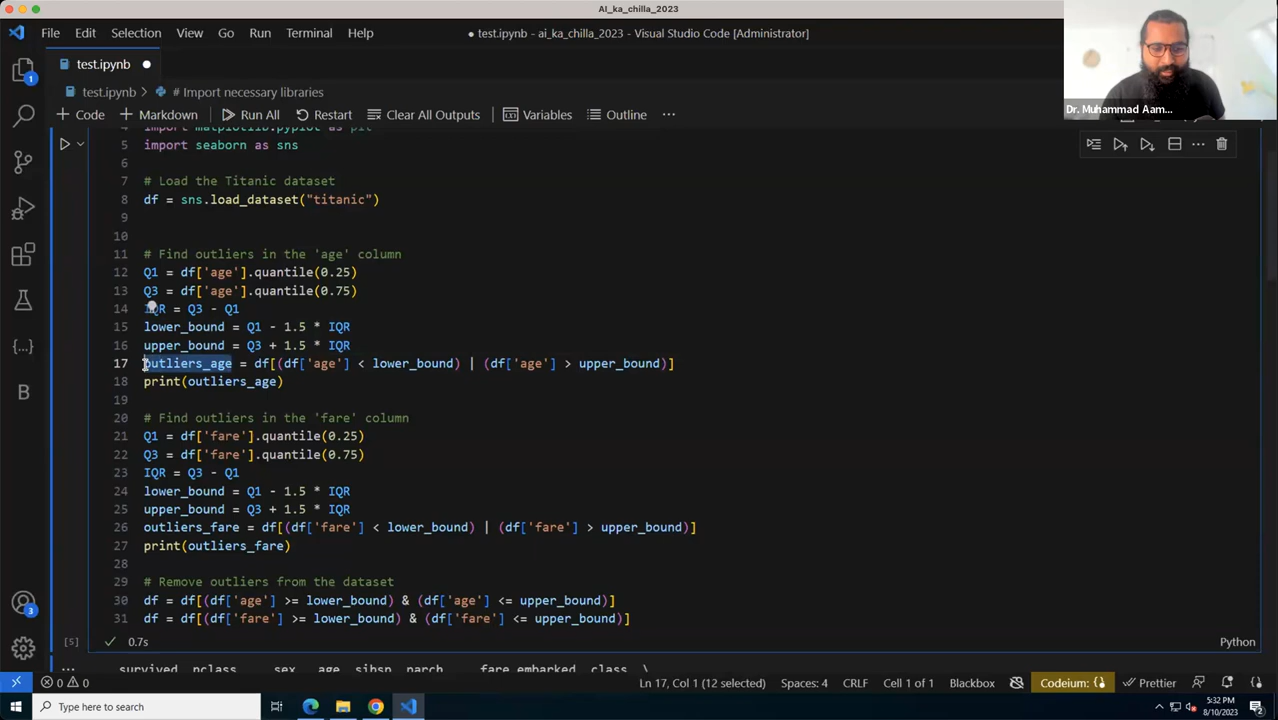 AI_ka_chilla_2023
File Edit Selection View Go Run Terminal Help
● test.ipynb - ai_ka_chilla_2023 - Visual Studio Code [Administrator]
test.ipynb
test.ipynb > # Import necessary libraries
+ Code + Markdown Run All Restart Clear All Outputs Variables Outline ...
Dr. Muhammad Aam...
4 import matplotlib.pyplot as plt
5 import seaborn as sns
6
7 # Load the Titanic dataset
8 df = sns.load_dataset("titanic")
9
10
11 # Find outliers in the 'age' column
12 Q1 = df['age'].quantile(0.25)
13 Q3 = df['age'].quantile(0.75)
14 IQR = Q3 - Q1
15 lower_bound = Q1 - 1.5 * IQR
16 upper_bound = Q3 + 1.5 * IQR
17 outliers_age = df[(df['age'] < lower_bound) | (df['age'] > upper_bound)]
18 print(outliers_age)
19
20 # Find outliers in the 'fare' column
21 Q1 = df['fare'].quantile(0.25)
22 Q3 = df['fare'].quantile(0.75)
23 IQR = Q3 - Q1
24 lower_bound = Q1 - 1.5 * IQR
25 upper_bound = Q3 + 1.5 * IQR
26 outliers_fare = df[(df['fare'] < lower_bound) | (df['fare'] > upper_bound)]
27 print(outliers_fare)
28
29 # Remove outliers from the dataset
30 df = df[(df['age'] >= lower_bound) & (df['age'] <= upper_bound)]
31 df = df[(df['fare'] >= lower_bound) & (df['fare'] <= upper_bound)]
[5] 0.7s Python
... survived pclass sex age sibsp parch fare embarked class \
1
3
0 0 Ln 17, Col 1 (12 selected) Spaces: 4 CRLF Cell 1 of 1 Blackbox Codeium: {} Prettier
Type here to search
5:32 PM
8/10/2023
2